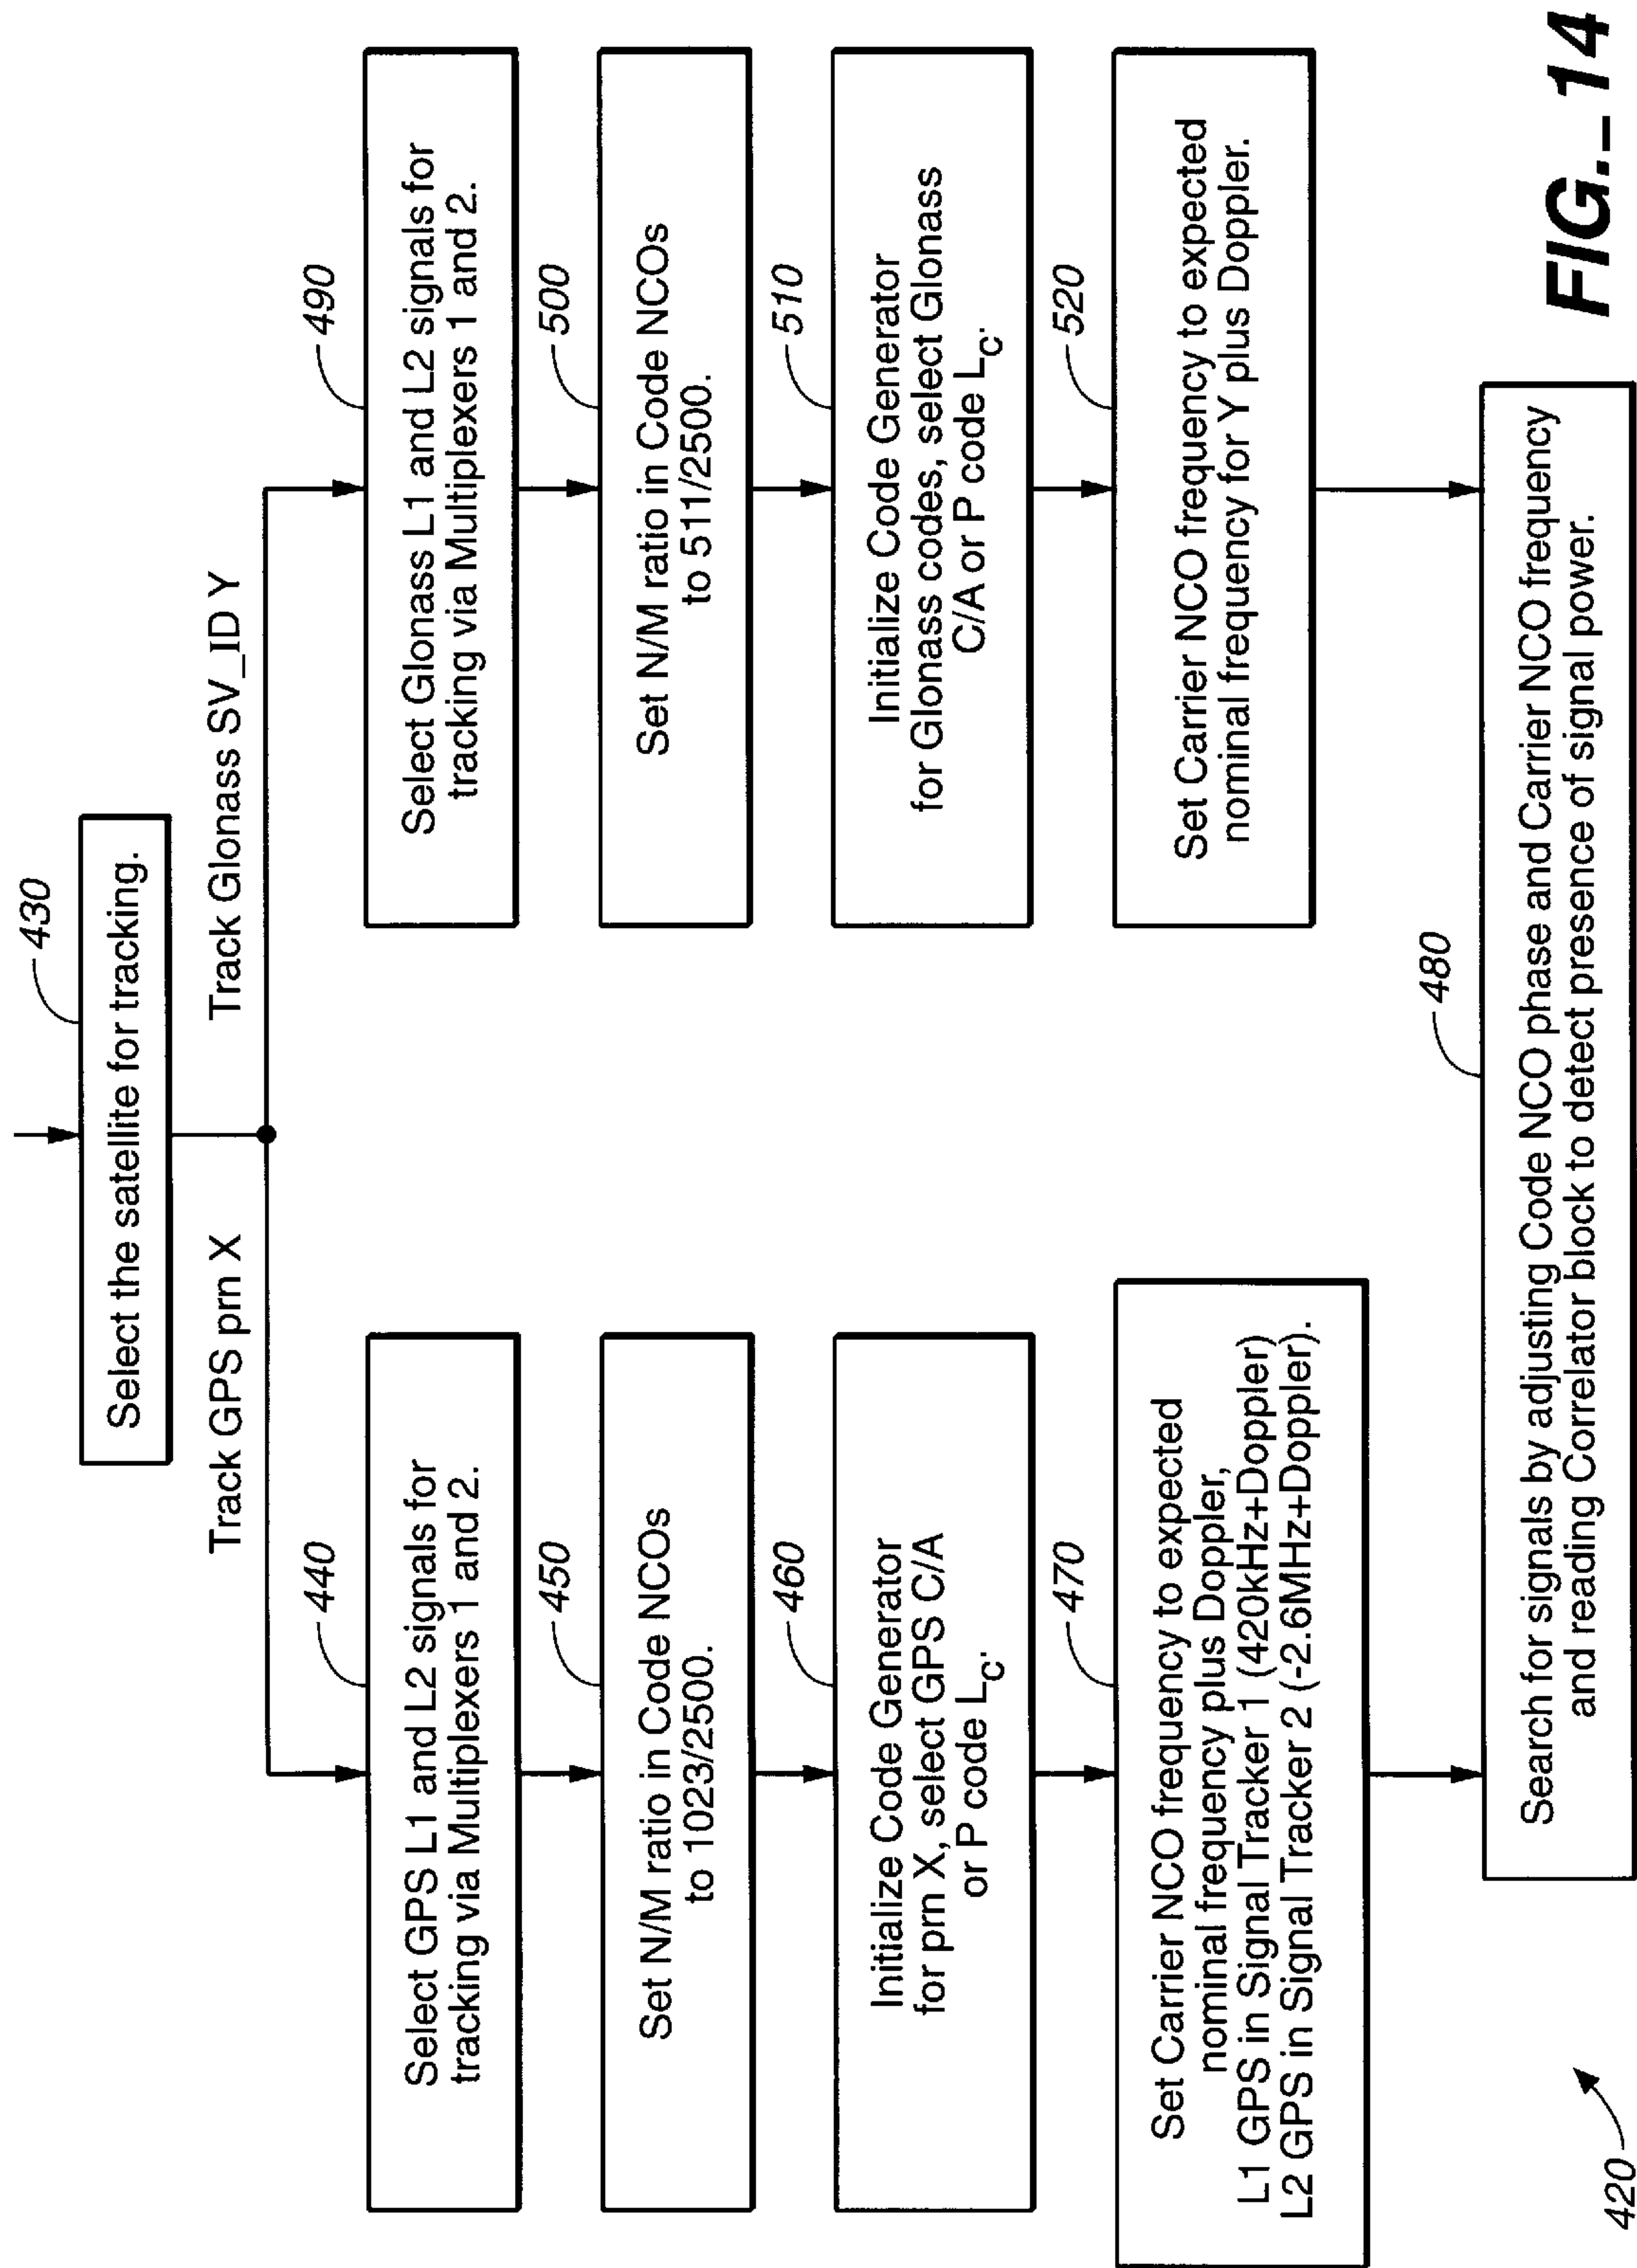 430
Select the satellite for tracking.
Track GPS prn X
Track Glonass SV_ID Y
440
Select GPS L1 and L2 signals for
tracking via Multiplexers 1 and 2.
450
Set N/M ratio in Code NCOs
to 1023/2500.
460
Initialize Code Generator
for prn X, select GPS C/A
or P code LC.
470
Set Carrier NCO frequency to expected
nominal frequency plus Doppler,
L1 GPS in Signal Tracker 1 (420kHz+Doppler)
L2 GPS in Signal Tracker 2 (-2.6MHz+Doppler).
490
Select Glonass L1 and L2 signals for
tracking via Multiplexers 1 and 2.
500
Set N/M ratio in Code NCOs
to 511/2500.
510
Initialize Code Generator
for Glonass codes, select Glonass
C/A or P code LC.
520
Set Carrier NCO frequency to expected
nominal frequency for Y plus Doppler.
480
Search for signals by adjusting Code NCO phase and Carrier NCO frequency
and reading Correlator block to detect presence of signal power.
420
FIG._14